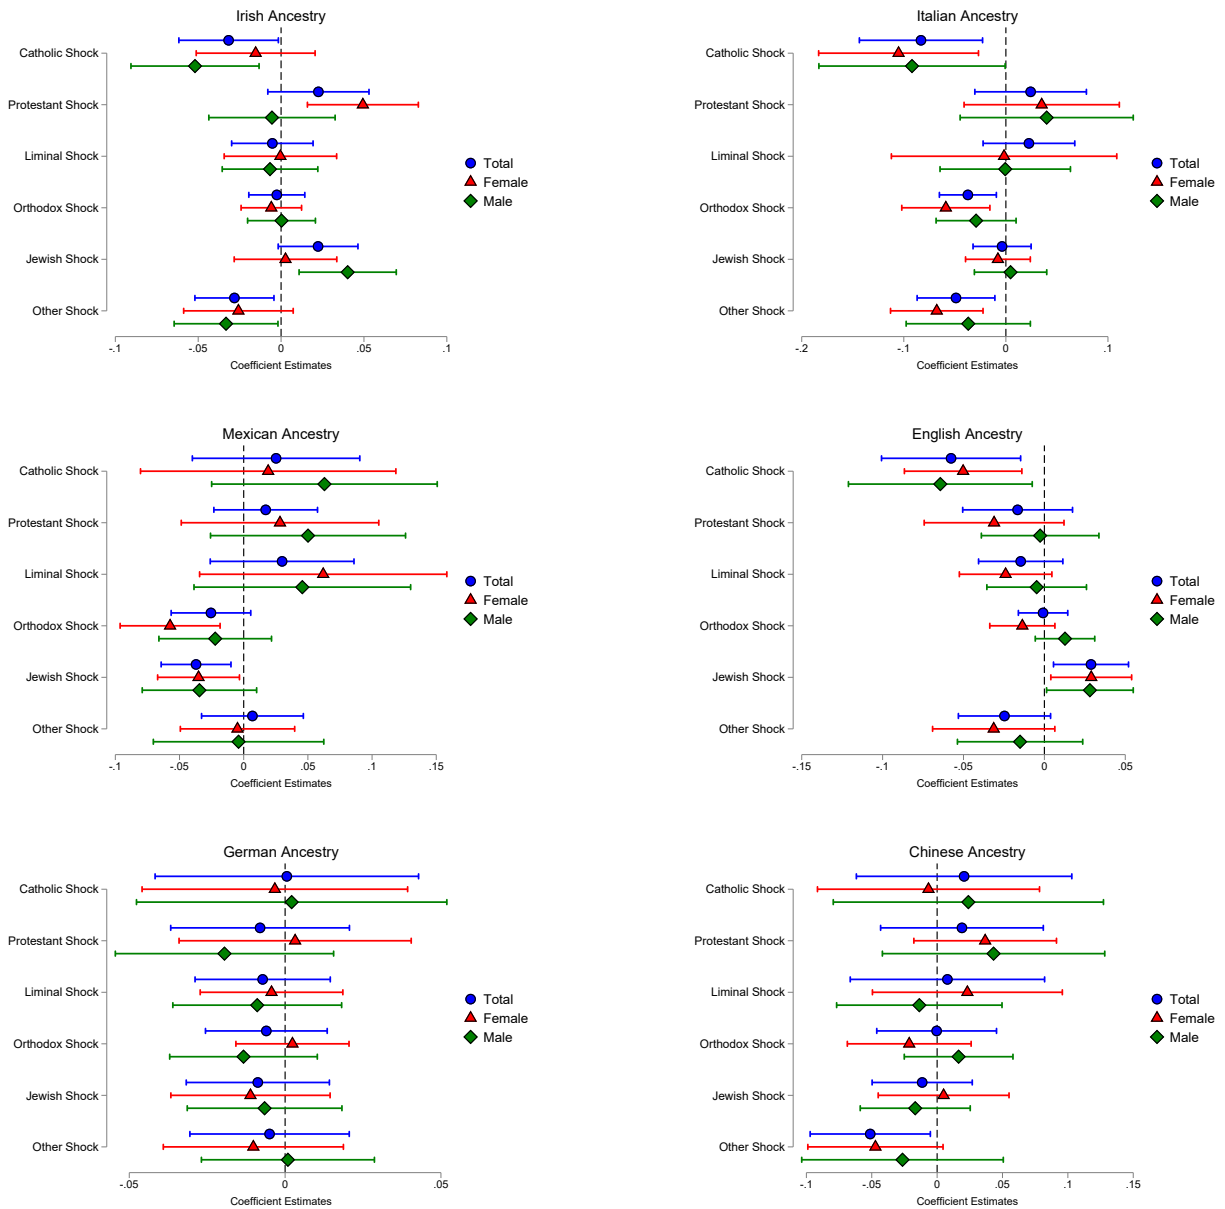 Irish Ancestry
Catholic Shock
Protestant Shock
Liminal Shock
Orthodox Shock
Jewish Shock
Other Shock
-.1 -.05 0 .05 .1
Coefficient Estimates
Total
Female
Male
Italian Ancestry
Catholic Shock
Protestant Shock
Liminal Shock
Orthodox Shock
Jewish Shock
Other Shock
-.2 -.1 0 .1
Coefficient Estimates
Total
Female
Male
Mexican Ancestry
Catholic Shock
Protestant Shock
Liminal Shock
Orthodox Shock
Jewish Shock
Other Shock
-.1 -.05 0 .05 .1 .15
Coefficient Estimates
Total
Female
Male
English Ancestry
Catholic Shock
Protestant Shock
Liminal Shock
Orthodox Shock
Jewish Shock
Other Shock
-.15 -.1 -.05 0 .05
Coefficient Estimates
Total
Female
Male
German Ancestry
Catholic Shock
Protestant Shock
Liminal Shock
Orthodox Shock
Jewish Shock
Other Shock
-.05 0 .05
Coefficient Estimates
Total
Female
Male
Chinese Ancestry
Catholic Shock
Protestant Shock
Liminal Shock
Orthodox Shock
Jewish Shock
Other Shock
-.1 -.05 0 .05 .1 .15
Coefficient Estimates
Total
Female
Male